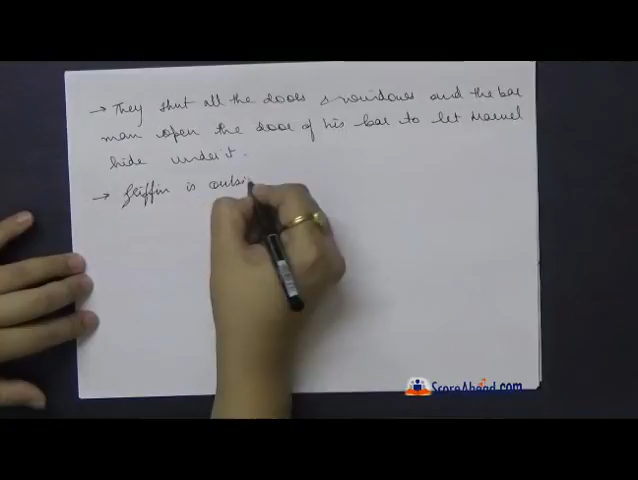 → They shut all the doors & windows and the bar
man open the door of his bar to let Marvel
hide under it.
→ Griffin is outsi
ScoreAhead.com